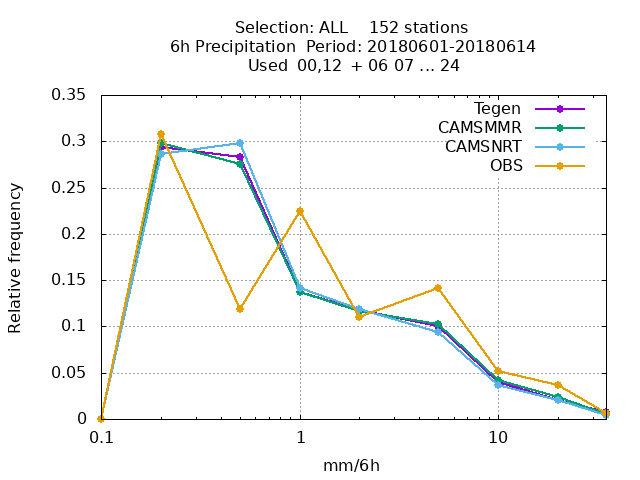 Selection: ALL    152 stations
6h Precipitation  Period: 20180601-20180614
Used  00,12  + 06 07 ... 24
Tegen
CAMSMMR
CAMSNRT
OBS
0.35
0.3
0.25
0.2
0.15
0.1
0.05
0
Relative frequency
0.1
1
10
mm/6h